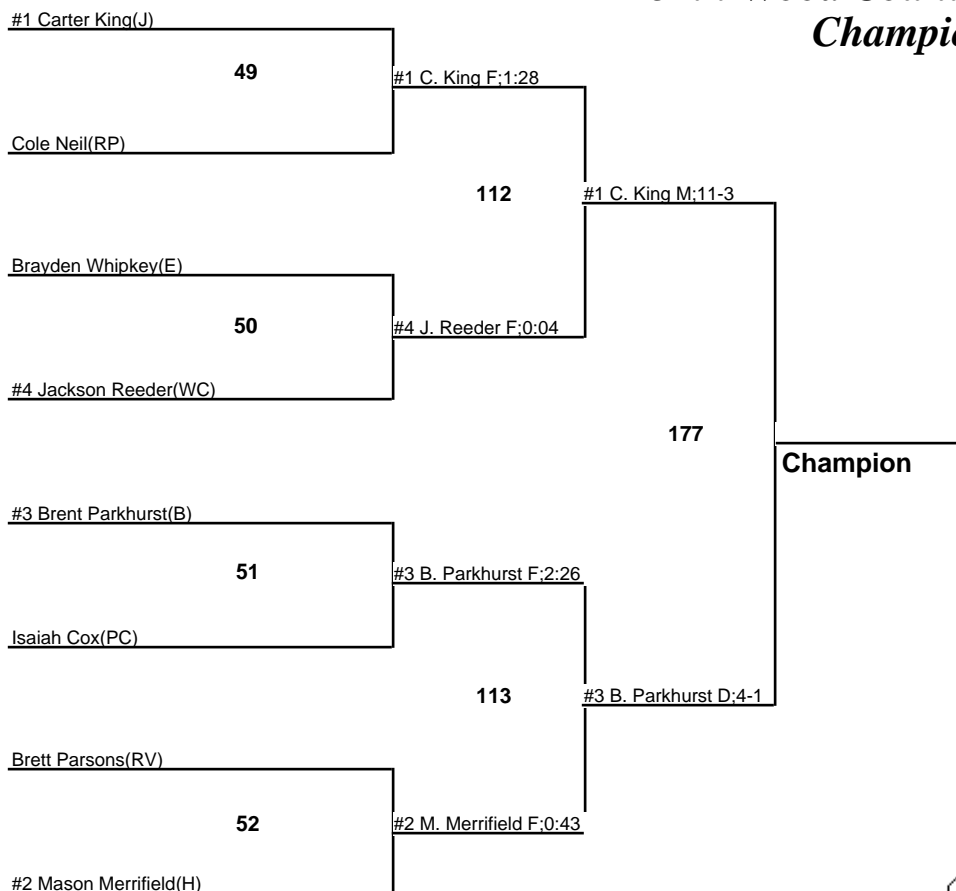 Champio
#1 Carter King(J)
49
#1 C. King F;1:28
Cole Neil(RP)
112
#1 C. King M;11-3
Brayden Whipkey(E)
50
#4 J. Reeder F;0:04
#4 Jackson Reeder(WC)
177
Champion
#3 Brent Parkhurst(B)
51
#3 B. Parkhurst F;2:26
Isaiah Cox(PC)
113
#3 B. Parkhurst D;4-1
Brett Parsons(RV)
52
#2 M. Merrifield F;0:43
#2 Mason Merrifield(H)